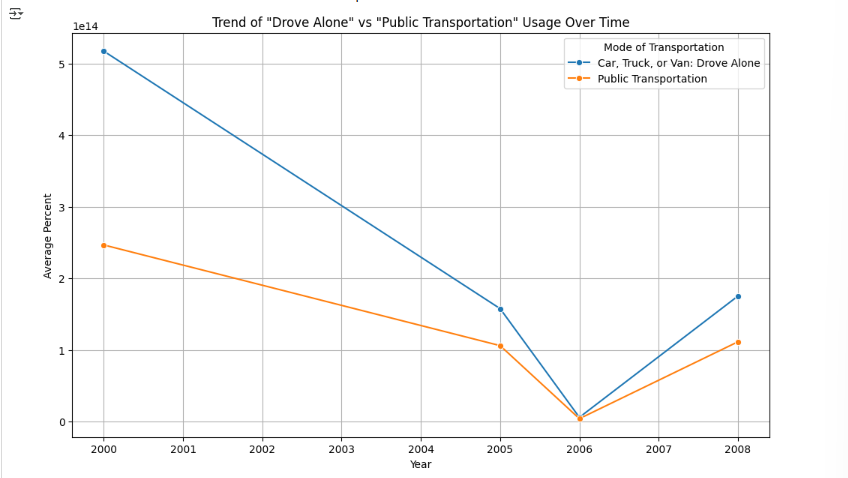 Trend of "Drove Alone" vs "Public Transportation" Usage Over Time
1e14
Mode of Transportation
Car, Truck, or Van: Drove Alone
Public Transportation
5
4
3
2
1
0
Average Percent
2000 2001 2002 2003 2004 2005 2006 2007 2008
Year